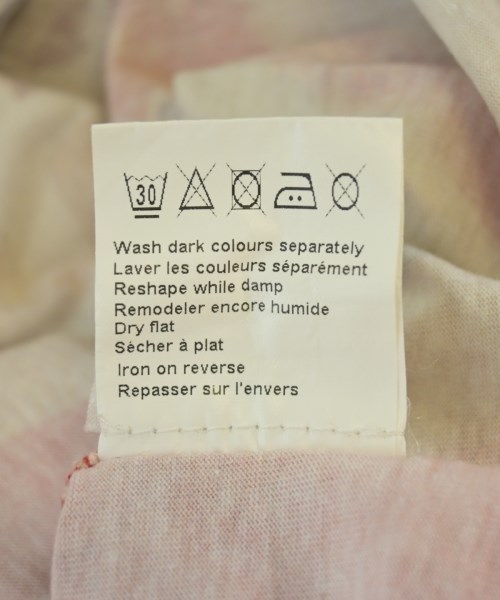 30
Wash dark colours separately
Laver les couleurs séparément
Reshape while damp
Remodeler encore humide
Dry flat
Sècher à plat
Iron on reverse
Repasser sur l'envers